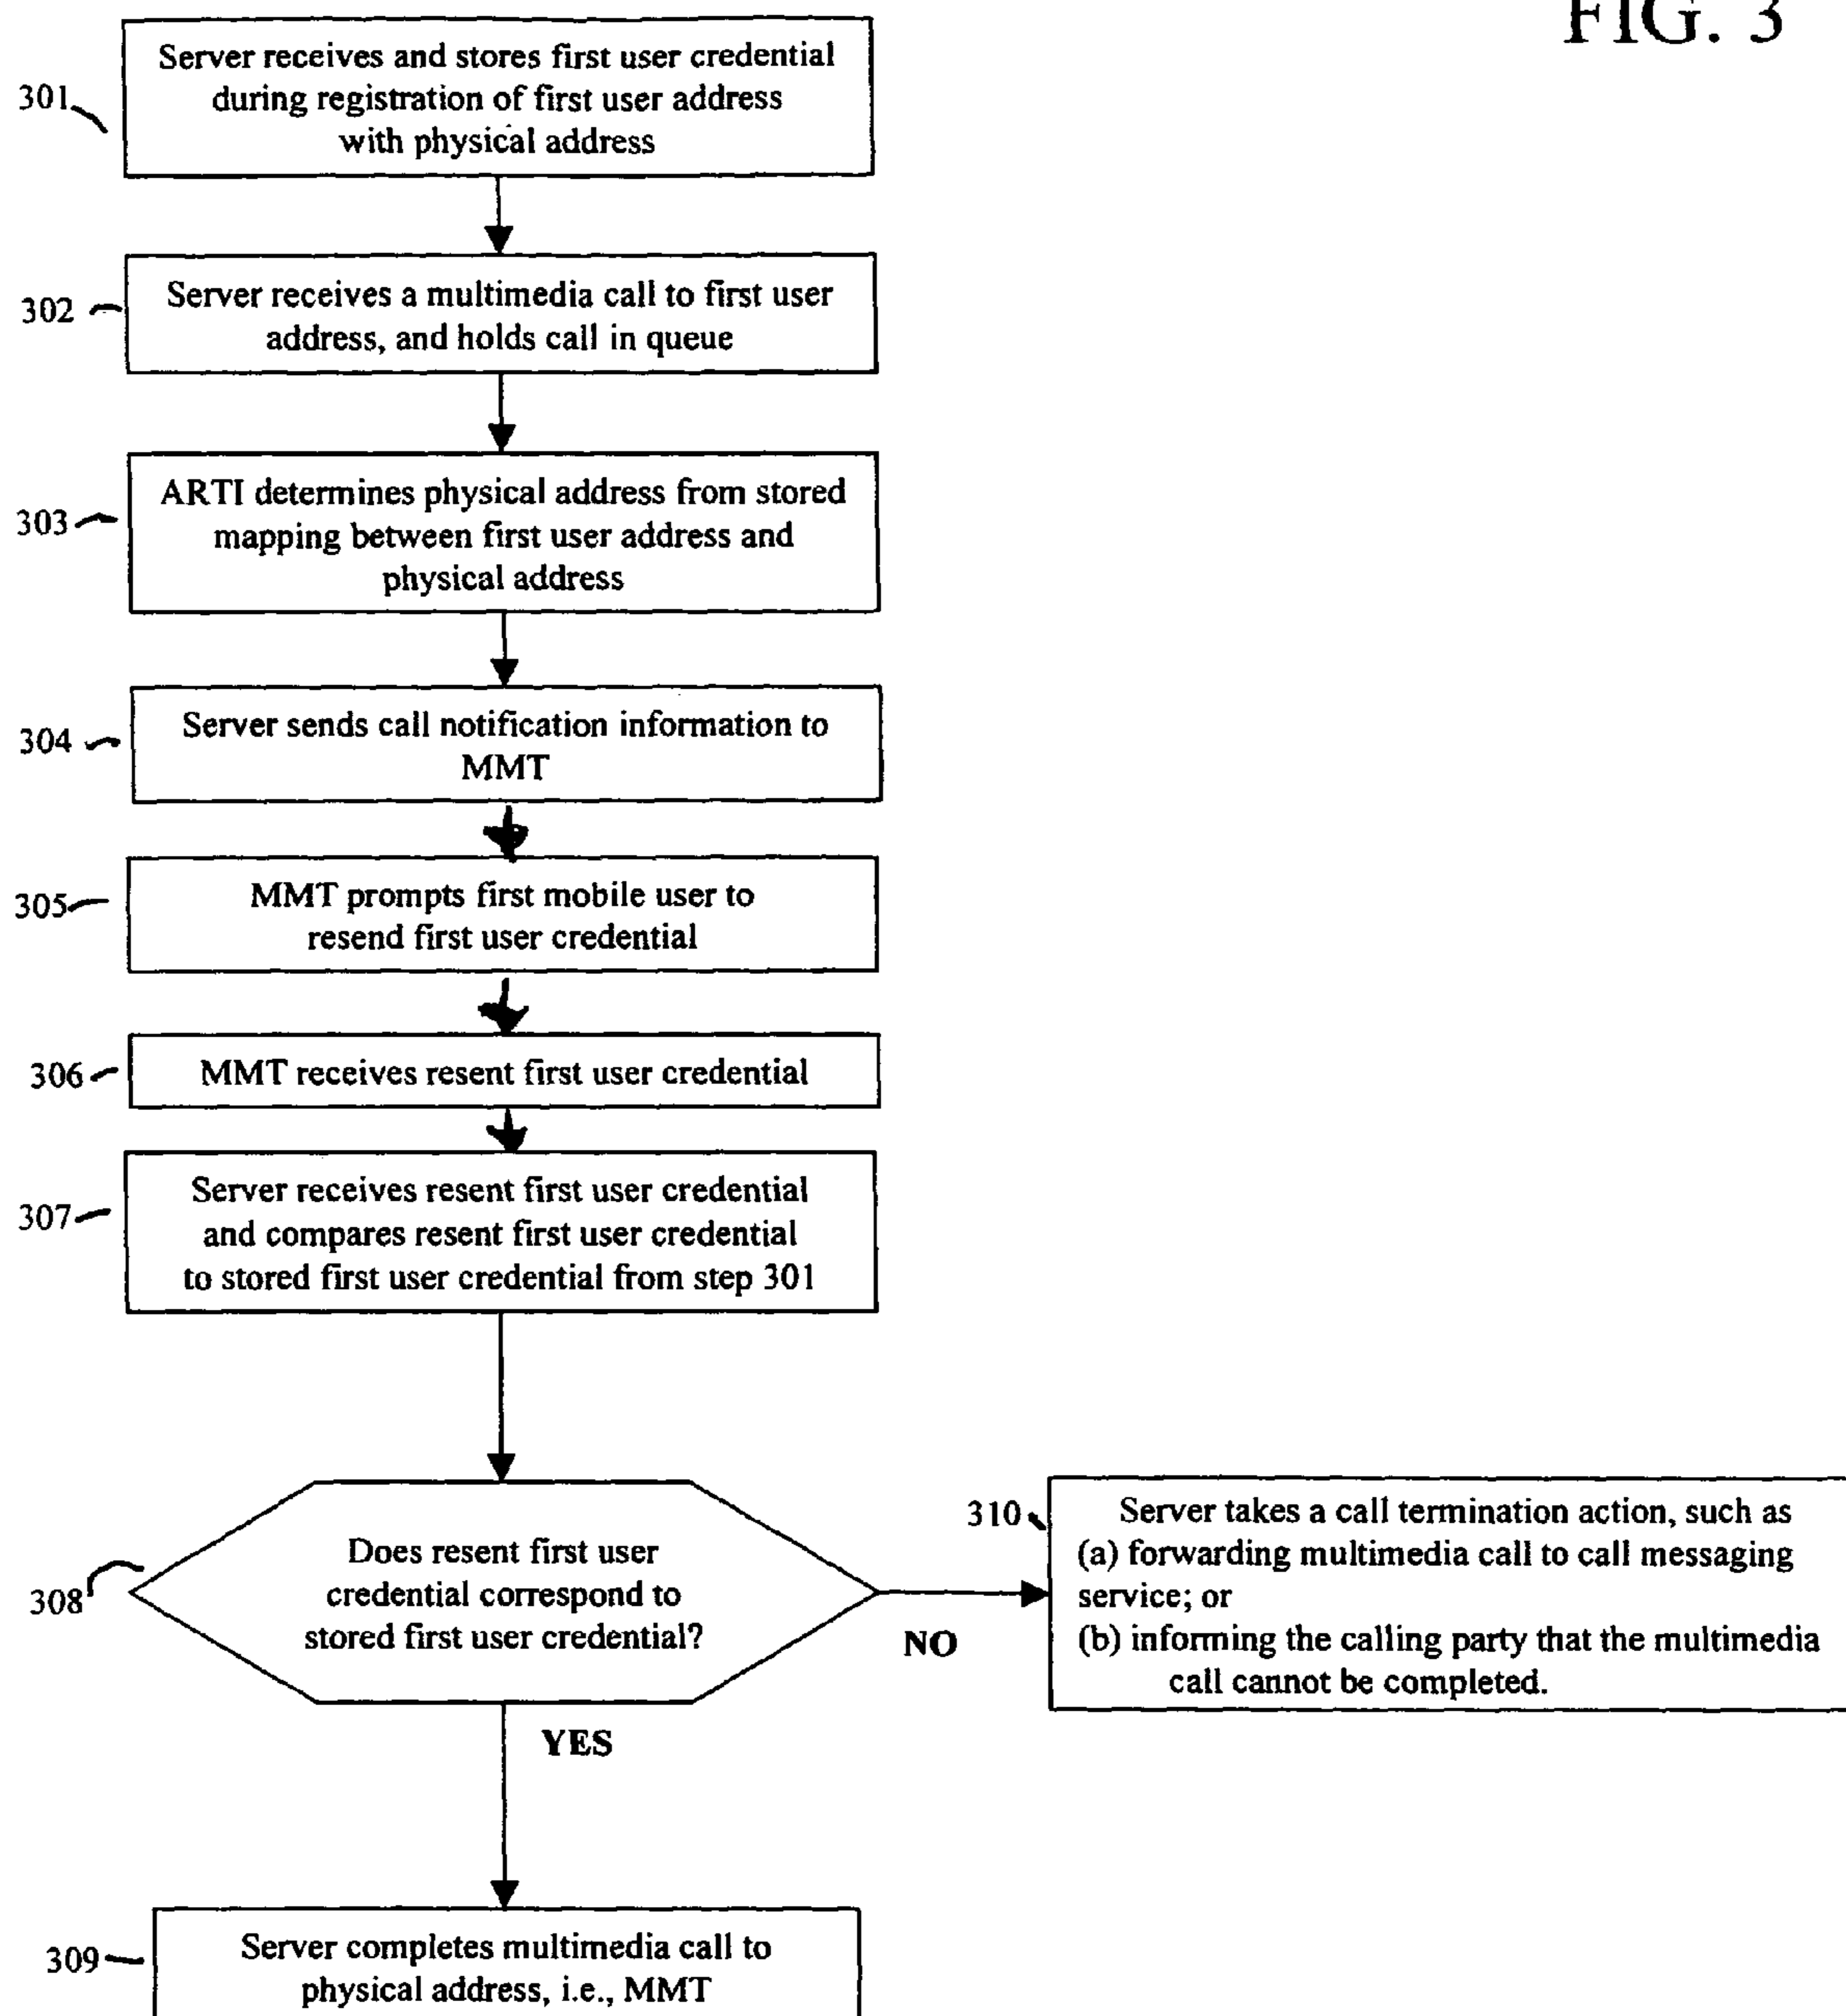 FIG. 3
301
Server receives and stores first user credential
during registration of first user address
with physical address
302
Server receives a multimedia call to first user
address, and holds call in queue
303
ARTI determines physical address from stored
mapping between first user address and
physical address
304
Server sends call notification information to
MMT
305
MMT prompts first mobile user to
resend first user credential
306
MMT receives resent first user credential
307
Server receives resent first user credential
and compares resent first user credential
to stored first user credential from step 301
308
Does resent first user
credential correspond to
stored first user credential?
NO
YES
310
Server takes a call termination action, such as
(a) forwarding multimedia call to call messaging
service; or
(b) informing the calling party that the multimedia
call cannot be completed.
309
Server completes multimedia call to
physical address, i.e., MMT